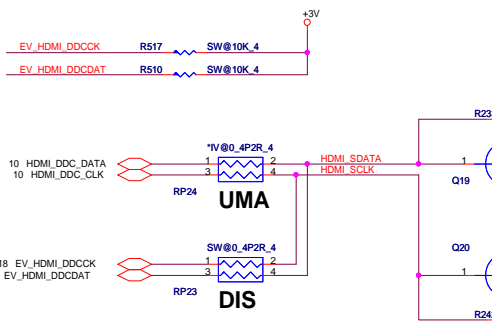 +3V
EV_HDMI_DDCCK R517 SW@10K_4
EV_HDMI_DDCDAT R510 SW@10K_4
R23
*IV@0_4P2R_4
10 HDMI_DDC_DATA 1 2 HDMI_SDATA 1
10 HDMI_DDC_CLK 3 4 HDMI_SCLK
RP24 Q19
UMA
SW@0_4P2R_4 Q20
18 EV_HDMI_DDCCK 1 2
EV_HDMI_DDCDAT 3 4 1
RP23
DIS
R24